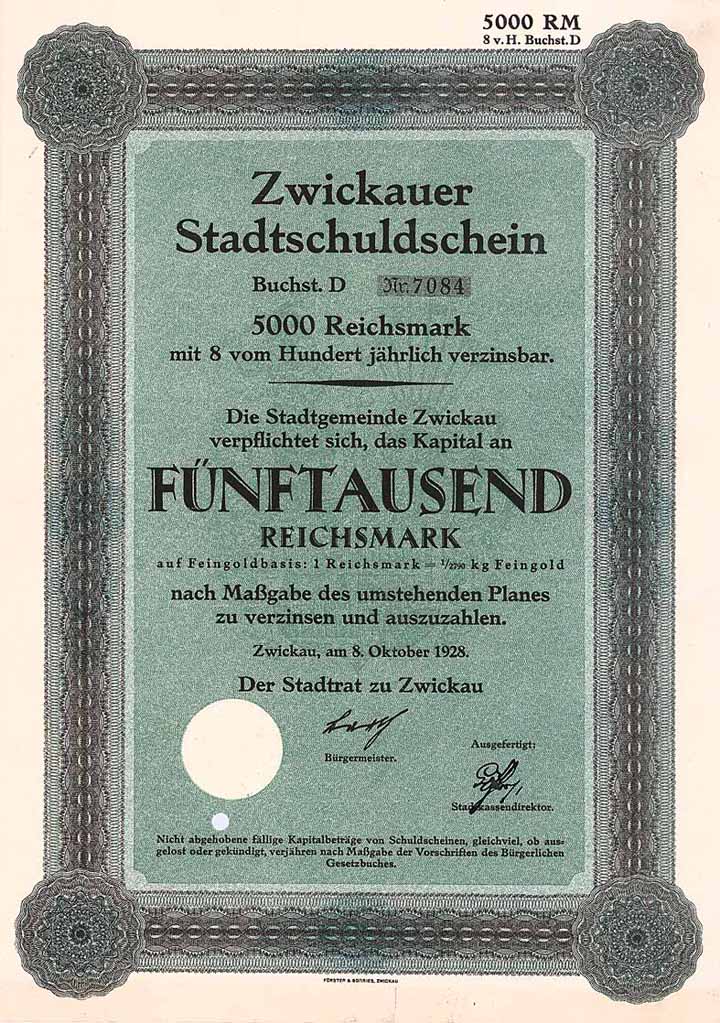 5000 RM
8 v. H. Buchst. D
Zwickauer
Stadtschuldschein
Buchst. D Nr. 7084
5000 Reichsmark
mit 8 vom Hundert jährlich verzinsbar.
Die Stadtgemeinde Zwickau
verpflichtet sich, das Kapital an
FÜNFTAUSEND
REICHSMARK
auf Feingoldbasis: 1 Reichsmark = 1/2790 kg Feingold
nach Maßgabe des umstehenden Planes
zu verzinsen und auszuzahlen.
Zwickau, am 8. Oktober 1928.
Der Stadtrat zu Zwickau
Bürgermeister.
Ausgefertigt:
Stadtkassendirektor.
Nicht abgehobene fällige Kapitalbeträge von Schuldscheinen, gleichviel, ob aus-
gelost oder gekündigt, verjähren nach Maßgabe der Vorschriften des Bürgerlichen
Gesetzbuches.
FÖRSTER & BORRIES, ZWICKAU